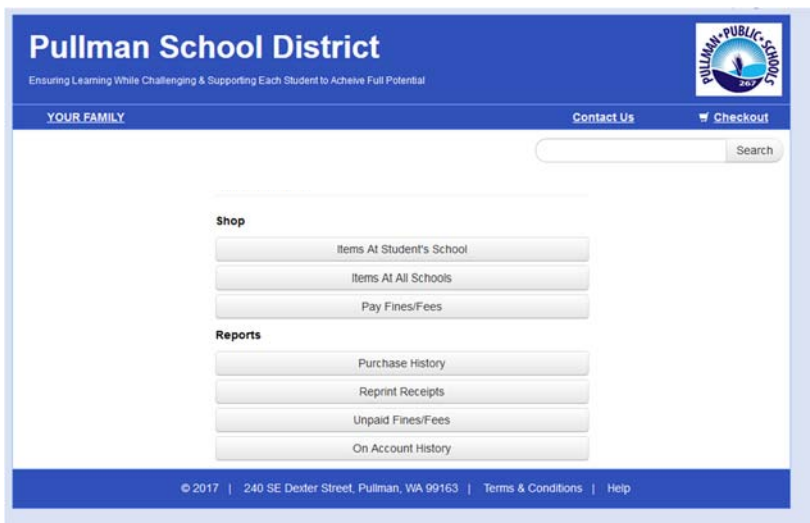 Pullman School District
Ensuring Learning While Challenging & Supporting Each Student to Acheive Full Potential
PULLMAN•PUBLIC•SCHOOLS
267
YOUR FAMILY
Contact Us
Checkout
Search
Shop
Items At Student's School
Items At All Schools
Pay Fines/Fees
Reports
Purchase History
Reprint Receipts
Unpaid Fines/Fees
On Account History
© 2017 | 240 SE Dexter Street, Pullman, WA 99163 | Terms & Conditions | Help